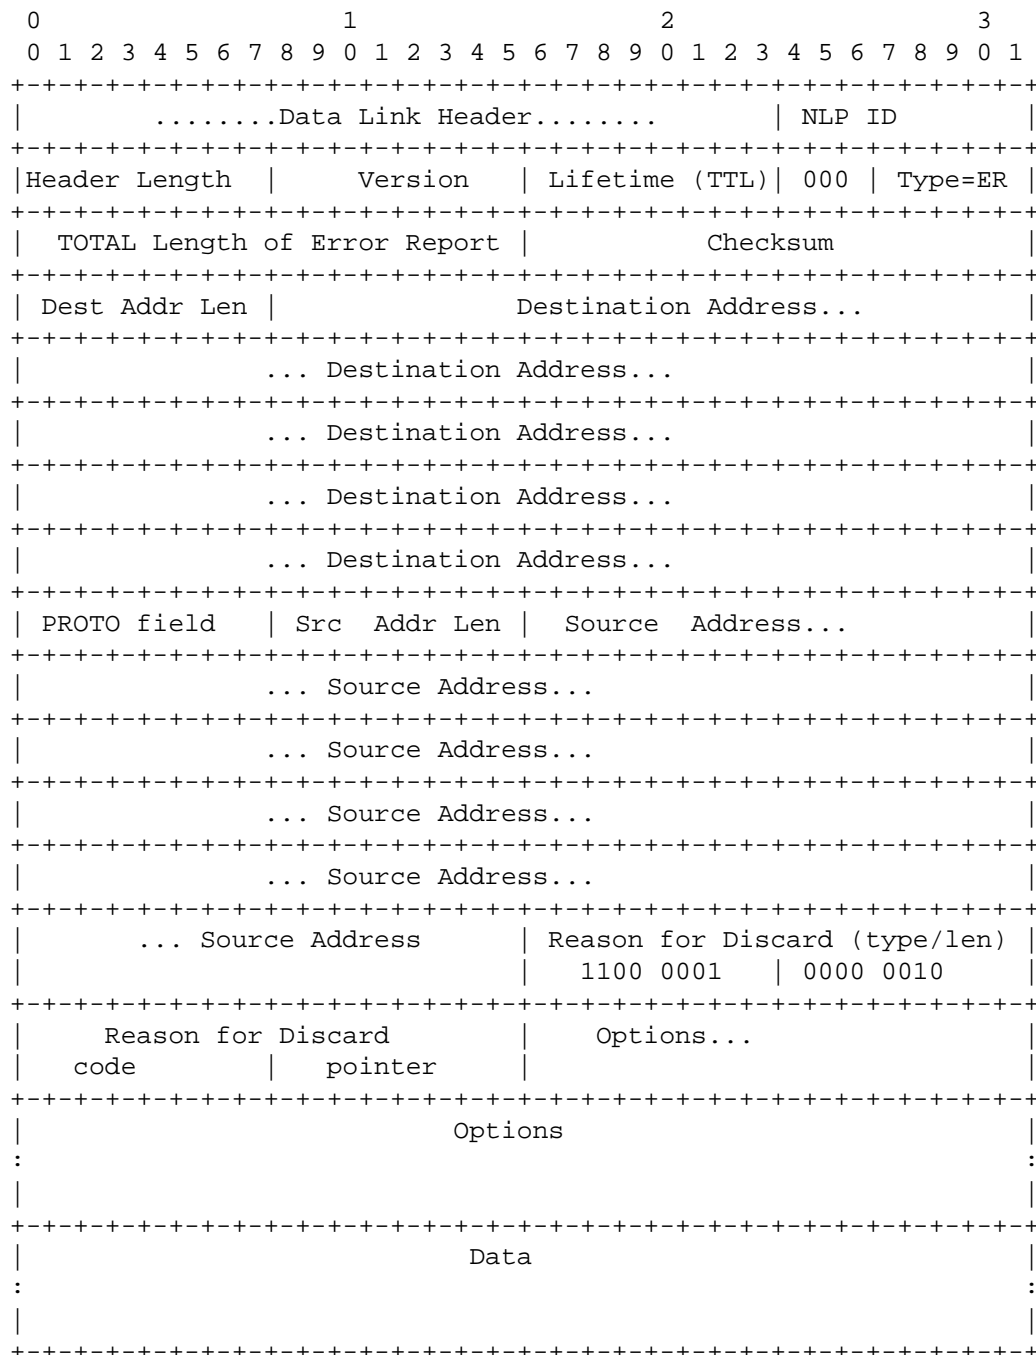 0                   1                   2                   3
 0 1 2 3 4 5 6 7 8 9 0 1 2 3 4 5 6 7 8 9 0 1 2 3 4 5 6 7 8 9 0 1
+-+-+-+-+-+-+-+-+-+-+-+-+-+-+-+-+-+-+-+-+-+-+-+-+-+-+-+-+-+-+-+-+
|        ........Data Link Header........       | NLP ID        |
+-+-+-+-+-+-+-+-+-+-+-+-+-+-+-+-+-+-+-+-+-+-+-+-+-+-+-+-+-+-+-+-+
|Header Length  |     Version   | Lifetime (TTL)| 000 | Type=ER |
+-+-+-+-+-+-+-+-+-+-+-+-+-+-+-+-+-+-+-+-+-+-+-+-+-+-+-+-+-+-+-+-+
|  TOTAL Length of Error Report |           Checksum            |
+-+-+-+-+-+-+-+-+-+-+-+-+-+-+-+-+-+-+-+-+-+-+-+-+-+-+-+-+-+-+-+-+
| Dest Addr Len |               Destination Address...          |
+-+-+-+-+-+-+-+-+-+-+-+-+-+-+-+-+-+-+-+-+-+-+-+-+-+-+-+-+-+-+-+-+
|               ... Destination Address...                      |
+-+-+-+-+-+-+-+-+-+-+-+-+-+-+-+-+-+-+-+-+-+-+-+-+-+-+-+-+-+-+-+-+
|               ... Destination Address...                      |
+-+-+-+-+-+-+-+-+-+-+-+-+-+-+-+-+-+-+-+-+-+-+-+-+-+-+-+-+-+-+-+-+
|               ... Destination Address...                      |
+-+-+-+-+-+-+-+-+-+-+-+-+-+-+-+-+-+-+-+-+-+-+-+-+-+-+-+-+-+-+-+-+
|               ... Destination Address...                      |
+-+-+-+-+-+-+-+-+-+-+-+-+-+-+-+-+-+-+-+-+-+-+-+-+-+-+-+-+-+-+-+-+
| PROTO field   | Src  Addr Len |  Source  Address...           |
+-+-+-+-+-+-+-+-+-+-+-+-+-+-+-+-+-+-+-+-+-+-+-+-+-+-+-+-+-+-+-+-+
|               ... Source Address...                           |
+-+-+-+-+-+-+-+-+-+-+-+-+-+-+-+-+-+-+-+-+-+-+-+-+-+-+-+-+-+-+-+-+
|               ... Source Address...                           |
+-+-+-+-+-+-+-+-+-+-+-+-+-+-+-+-+-+-+-+-+-+-+-+-+-+-+-+-+-+-+-+-+
|               ... Source Address...                           |
+-+-+-+-+-+-+-+-+-+-+-+-+-+-+-+-+-+-+-+-+-+-+-+-+-+-+-+-+-+-+-+-+
|               ... Source Address...                           |
+-+-+-+-+-+-+-+-+-+-+-+-+-+-+-+-+-+-+-+-+-+-+-+-+-+-+-+-+-+-+-+-+
|       ... Source Address      | Reason for Discard (type/len) |
|                               |   1100 0001   | 0000 0010     |
+-+-+-+-+-+-+-+-+-+-+-+-+-+-+-+-+-+-+-+-+-+-+-+-+-+-+-+-+-+-+-+-+
|     Reason for Discard        |    Options...                 |
|   code        |   pointer     |                               |
+-+-+-+-+-+-+-+-+-+-+-+-+-+-+-+-+-+-+-+-+-+-+-+-+-+-+-+-+-+-+-+-+
|                           Options                             |
:                                                               :
|                                                               |
+-+-+-+-+-+-+-+-+-+-+-+-+-+-+-+-+-+-+-+-+-+-+-+-+-+-+-+-+-+-+-+-+
|                            Data                               |
:                                                               :
|                                                               |
+-+-+-+-+-+-+-+-+-+-+-+-+-+-+-+-+-+-+-+-+-+-+-+-+-+-+-+-+-+-+-+-+